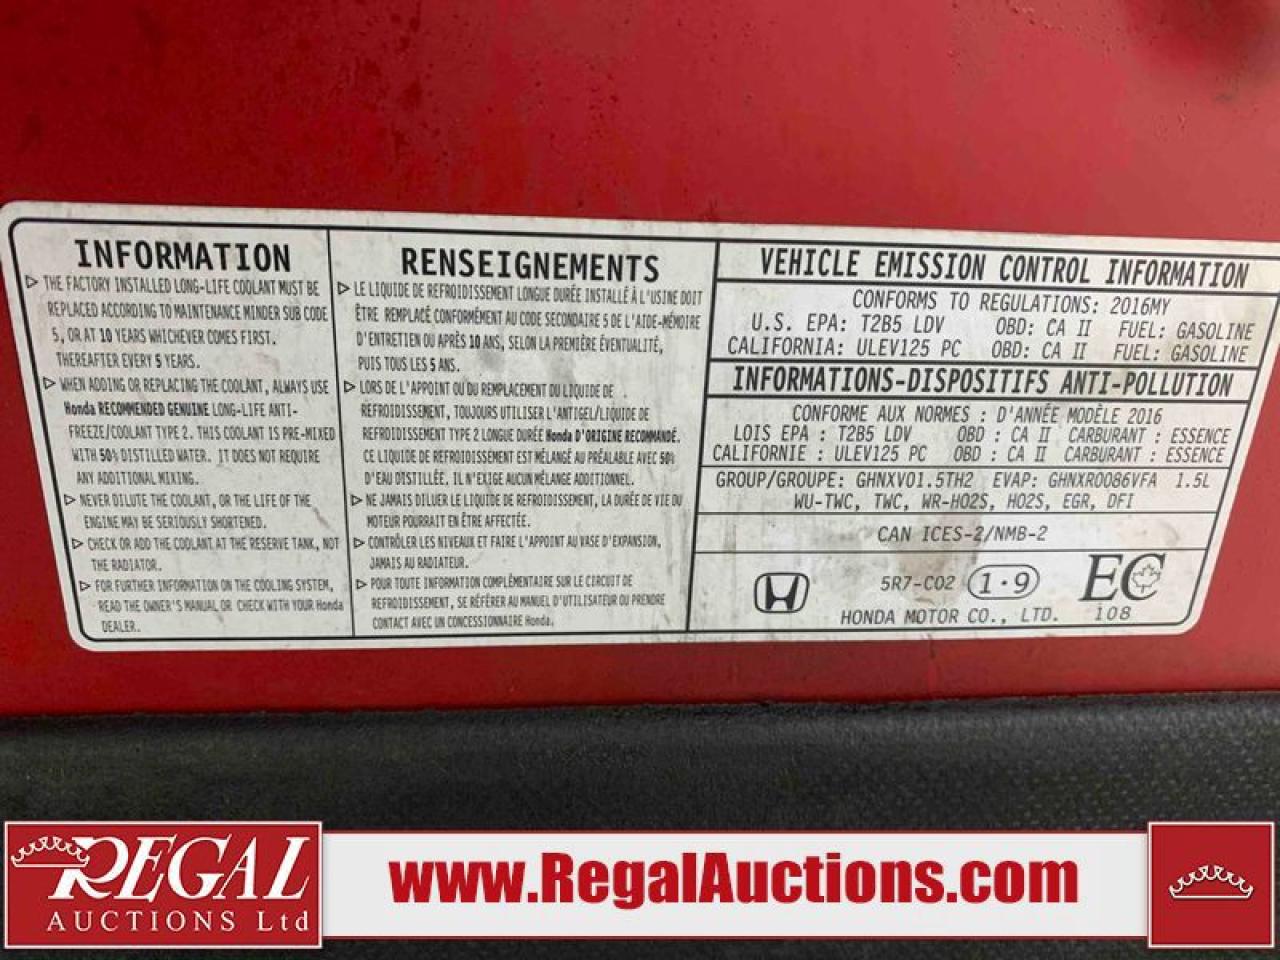 INFORMATION
▷ THE FACTORY INSTALLED LONG-LIFE COOLANT MUST BE
REPLACED ACCORDING TO MAINTENANCE MINDER SUB CODE
5, OR AT 10 YEARS WHICHEVER COMES FIRST.
THEREAFTER EVERY 5 YEARS.
▷ WHEN ADDING OR REPLACING THE COOLANT, ALWAYS USE
Honda RECOMMENDED GENUINE LONG-LIFE ANTI-
FREEZE/COOLANT TYPE 2. THIS COOLANT IS PRE-MIXED
WITH 50% DISTILLED WATER. IT DOES NOT REQUIRE
ANY ADDITIONAL MIXING.
▷ NEVER DILUTE THE COOLANT, OR THE LIFE OF THE
ENGINE MAY BE SERIOUSLY SHORTENED.
▷ CHECK OR ADD THE COOLANT AT THE RESERVE TANK, NOT
THE RADIATOR.
▷ FOR FURTHER INFORMATION ON THE COOLING SYSTEM,
READ THE OWNER'S MANUAL OR CHECK WITH YOUR Honda
DEALER.
RENSEIGNEMENTS
▷ LE LIQUIDE DE REFROIDISSEMENT LONGUE DURÉE INSTALLÉ À L'USINE DOIT
ÊTRE REMPLACÉ CONFORMÉMENT AU CODE SECONDAIRE 5 DE L'AIDE-MÉMOIRE
D'ENTRETIEN OU APRÈS 10 ANS, SELON LA PREMIÈRE ÉVENTUALITÉ,
PUIS TOUS LES 5 ANS.
▷ LORS DE L'APPOINT OU DU REMPLACEMENT DU LIQUIDE DE
REFROIDISSEMENT, TOUJOURS UTILISER L'ANTIGEL/LIQUIDE DE
REFROIDISSEMENT TYPE 2 LONGUE DURÉE Honda D'ORIGINE RECOMMANDÉ.
CE LIQUIDE DE REFROIDISSEMENT EST MÉLANGÉ AU PRÉALABLE AVEC 50%
D'EAU DISTILLÉE. IL N'EXIGE AUCUN MÉLANGE ADDITIONNEL.
▷ NE JAMAIS DILUER LE LIQUIDE DE REFROIDISSEMENT, LA DURÉE DE VIE DU
MOTEUR POURRAIT EN ÊTRE AFFECTÉE.
▷ CONTRÔLER LES NIVEAUX ET FAIRE L'APPOINT AU VASE D'EXPANSION,
JAMAIS AU RADIATEUR.
▷ POUR TOUTE INFORMATION COMPLÉMENTAIRE SUR LE CIRCUIT DE
REFROIDISSEMENT, SE RÉFÉRER AU MANUEL D'UTILISATEUR OU PRENDRE
CONTACT AVEC UN CONCESSIONNAIRE Honda.
VEHICLE EMISSION CONTROL INFORMATION
CONFORMS TO REGULATIONS: 2016MY
U.S. EPA: T2B5 LDV OBD: CA II FUEL: GASOLINE
CALIFORNIA: ULEV125 PC OBD: CA II FUEL: GASOLINE
INFORMATIONS-DISPOSITIFS ANTI-POLLUTION
CONFORME AUX NORMES : D'ANNÉE MODÈLE 2016
LOIS EPA : T2B5 LDV OBD : CA II CARBURANT : ESSENCE
CALIFORNIE : ULEV125 PC OBD : CA II CARBURANT : ESSENCE
GROUP/GROUPE: GHNXV01.5TH2 EVAP: GHNXR0086VFA 1.5L
WU-TWC, TWC, WR-HO2S, HO2S, EGR, DFI
CAN ICES-2/NMB-2
5R7-C02 1·9 EC
HONDA MOTOR CO., LTD. 108
REGAL
AUCTIONS Ltd
www.RegalAuctions.com